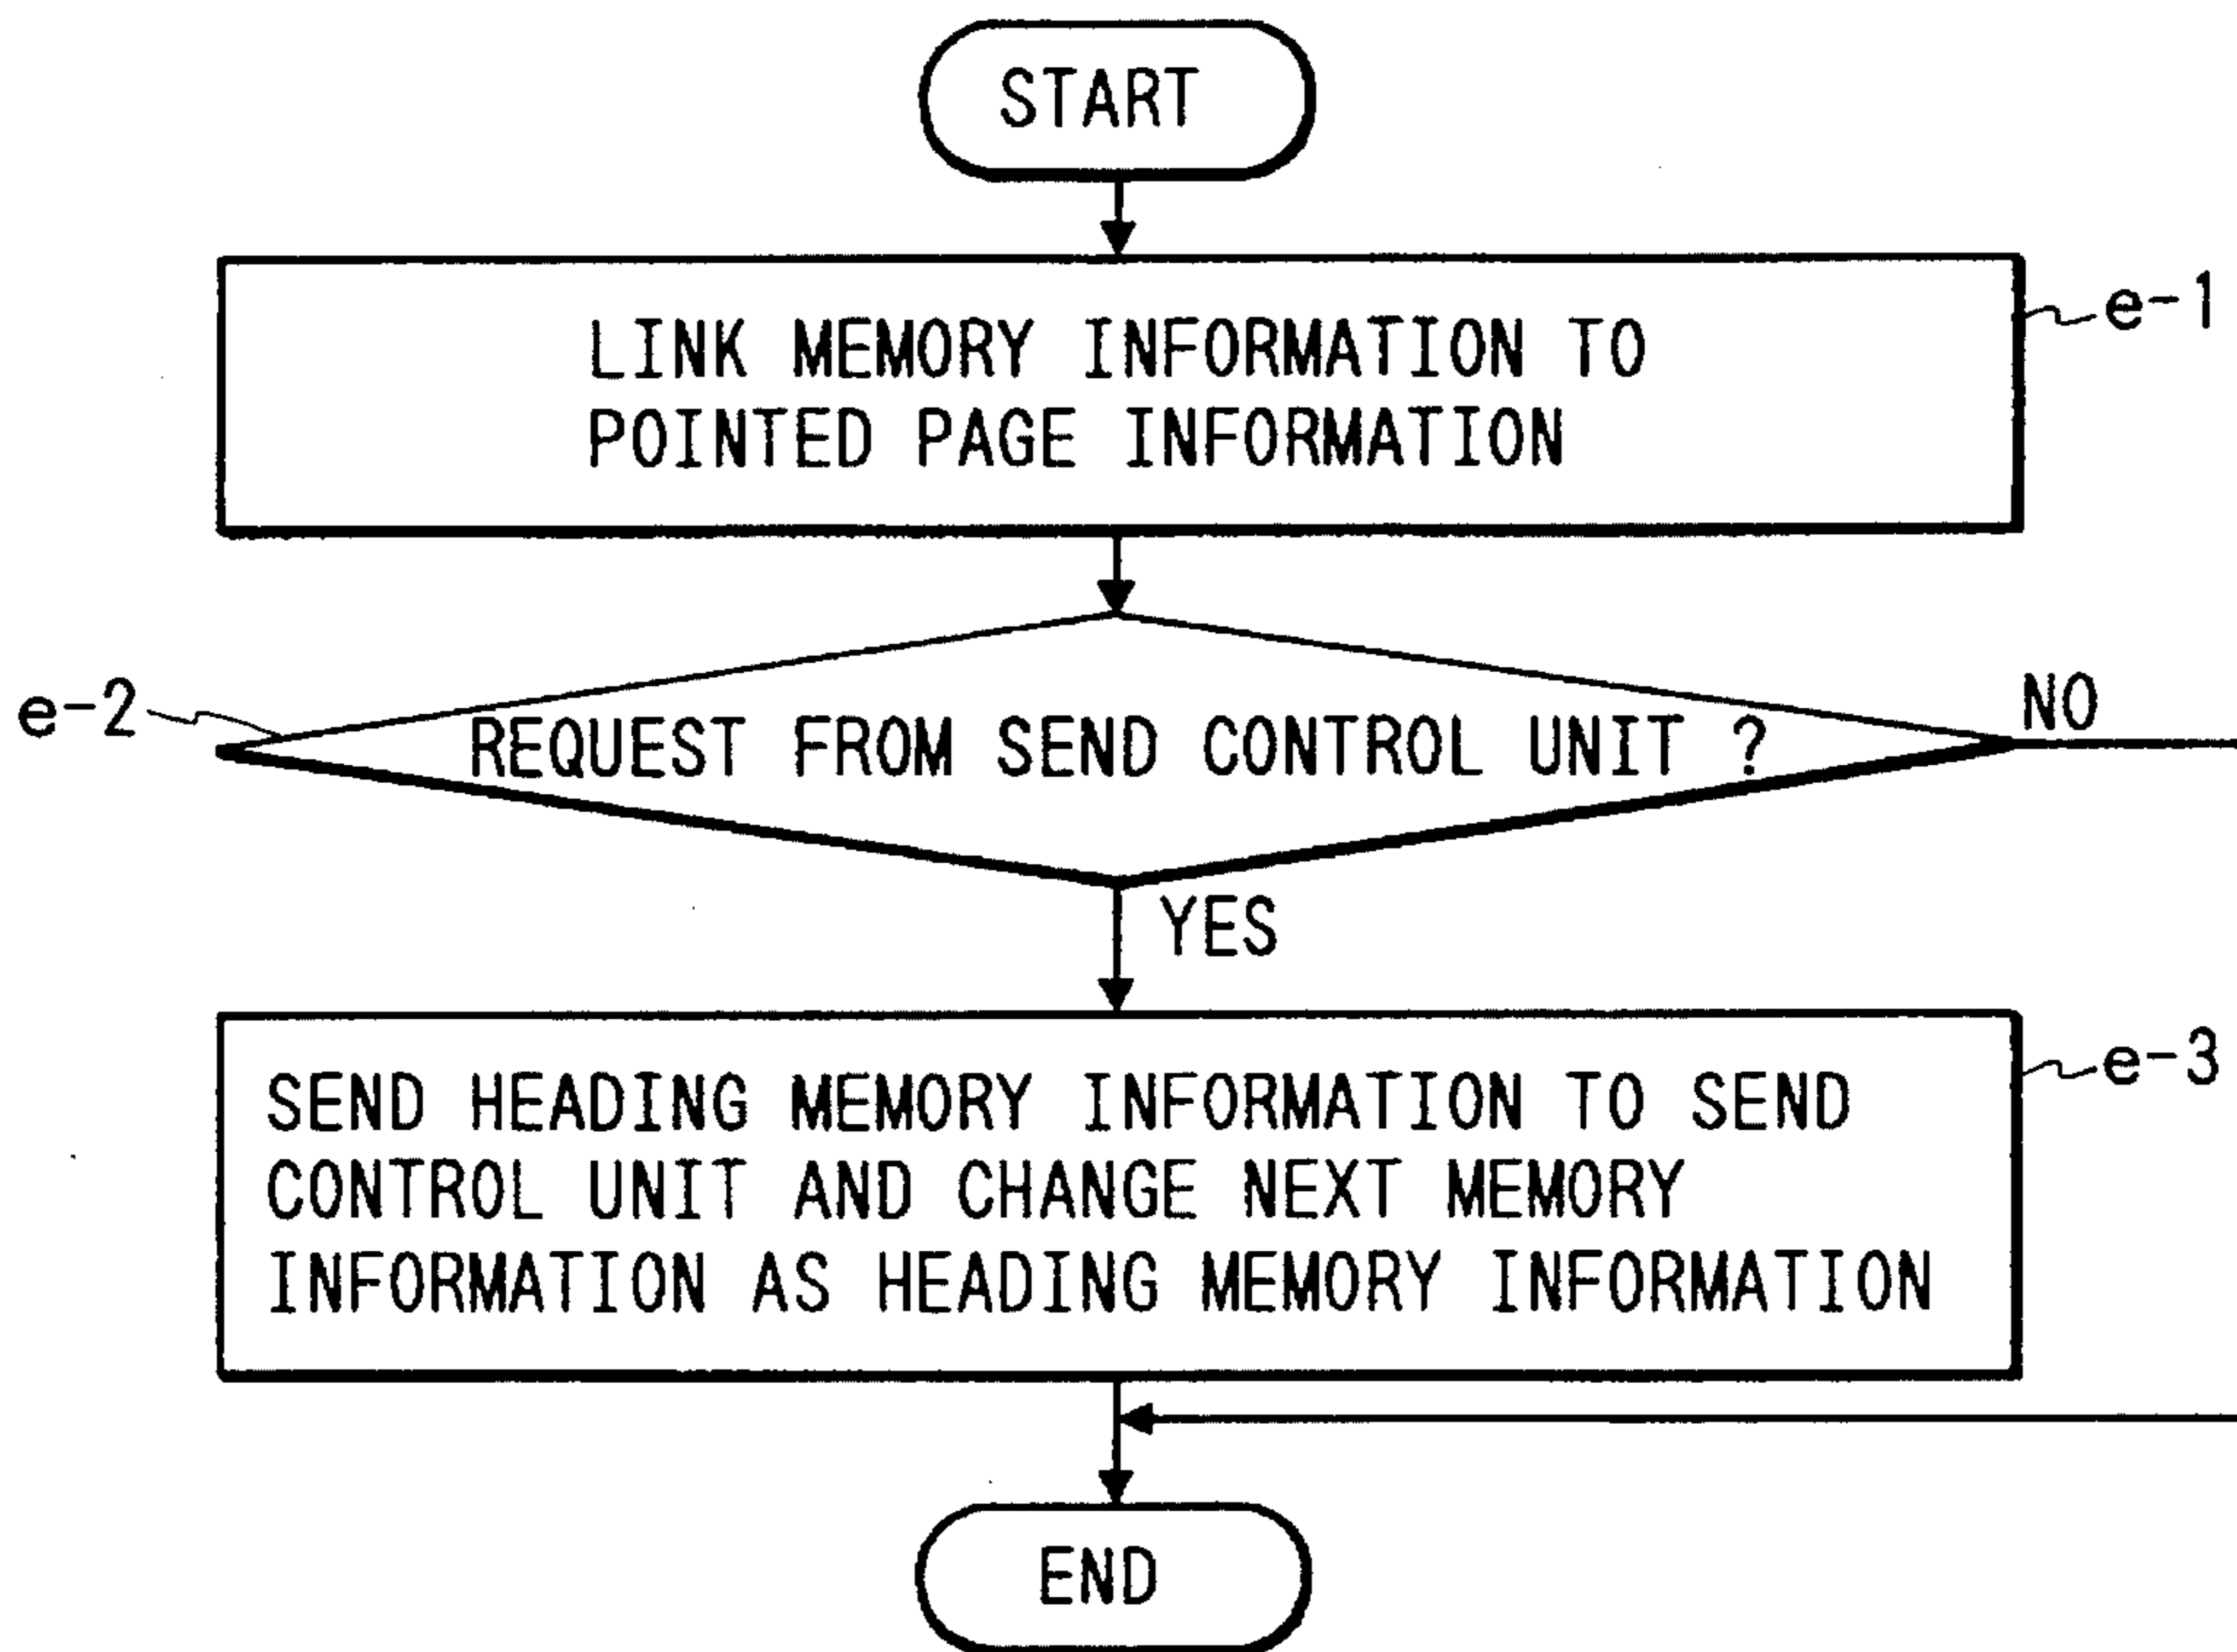 START
LINK MEMORY INFORMATION TO
POINTED PAGE INFORMATION
e-1
e-2
REQUEST FROM SEND CONTROL UNIT ?
NO
YES
SEND HEADING MEMORY INFORMATION TO SEND
CONTROL UNIT AND CHANGE NEXT MEMORY
INFORMATION AS HEADING MEMORY INFORMATION
e-3
END